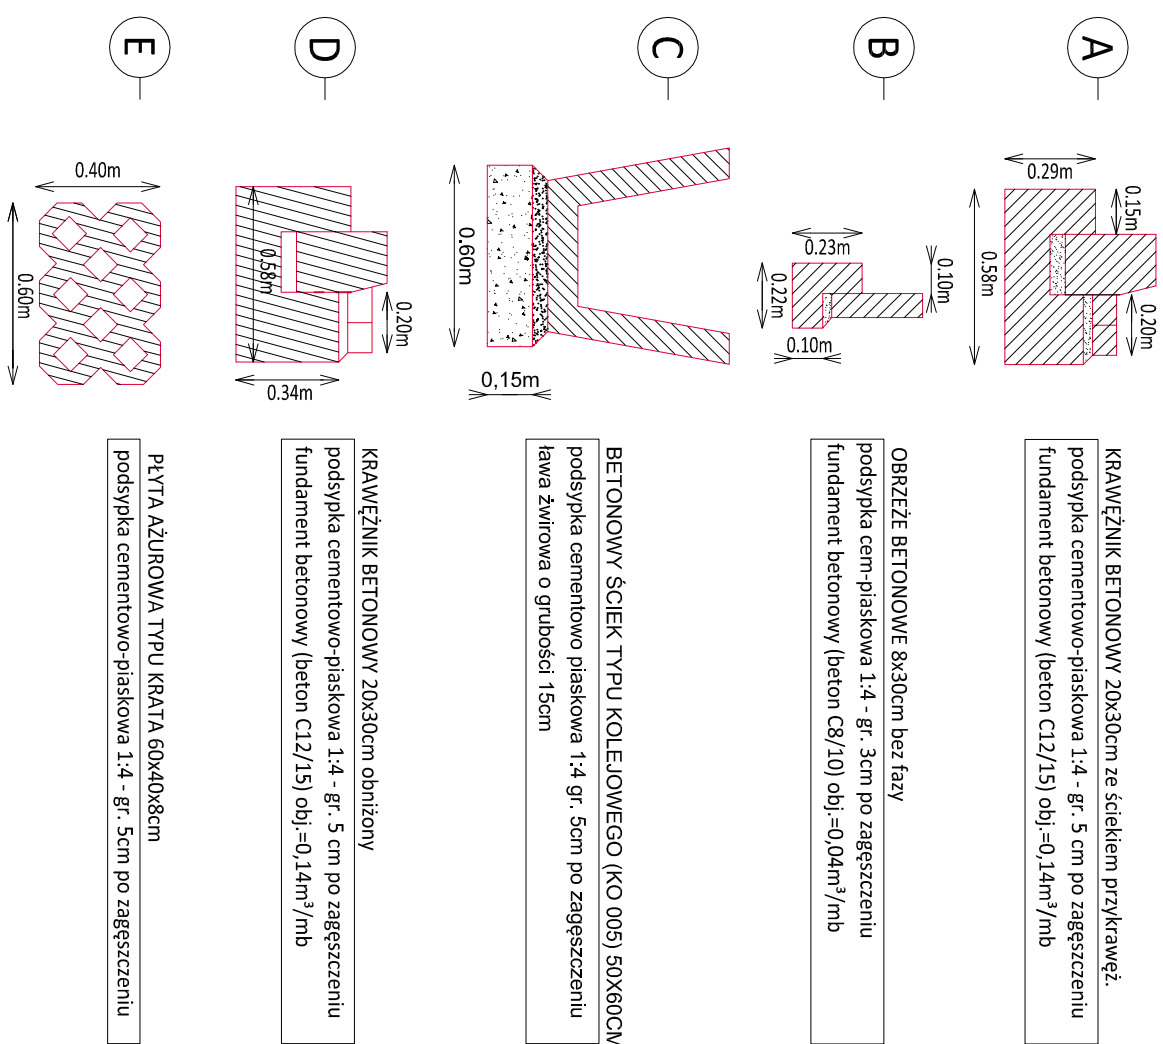 A
0.29m
0.15m
0.58m
0.20m
KRAWĘŻNIK BETONOWY 20x30cm ze ściekiem przykrawęż.
podsypka cementowo-piaskowa 1:4 - gr. 5 cm po zagęszczeniu
fundament betonowy (beton C12/15) obj.=0,14m³/mb
B
0.23m
0.10m
0.22m
0.10m
OBRZEŻE BETONOWE 8x30cm bez fazy
podsypka cem-piaskowa 1:4 - gr. 3cm po zagęszczeniu
fundament betonowy (beton C8/10) obj.=0,04m³/mb
C
0.60m
0,15m
BETONOWY ŚCIEK TYPU KOLEJOWEGO (KO 005) 50X60CM
podsypka cementowo piaskowa 1:4 gr. 5cm po zagęszczeniu
ława żwirowa o grubości 15cm
D
0.58m
0.20m
0.34m
KRAWĘŻNIK BETONOWY 20x30cm obniżony
podsypka cementowo-piaskowa 1:4 - gr. 5 cm po zagęszczeniu
fundament betonowy (beton C12/15) obj.=0,14m³/mb
E
0.40m
0.60m
PŁYTA AŻUROWA TYPU KRATA 60x40x8cm
podsypka cementowo-piaskowa 1:4 - gr. 5cm po zagęszczeniu